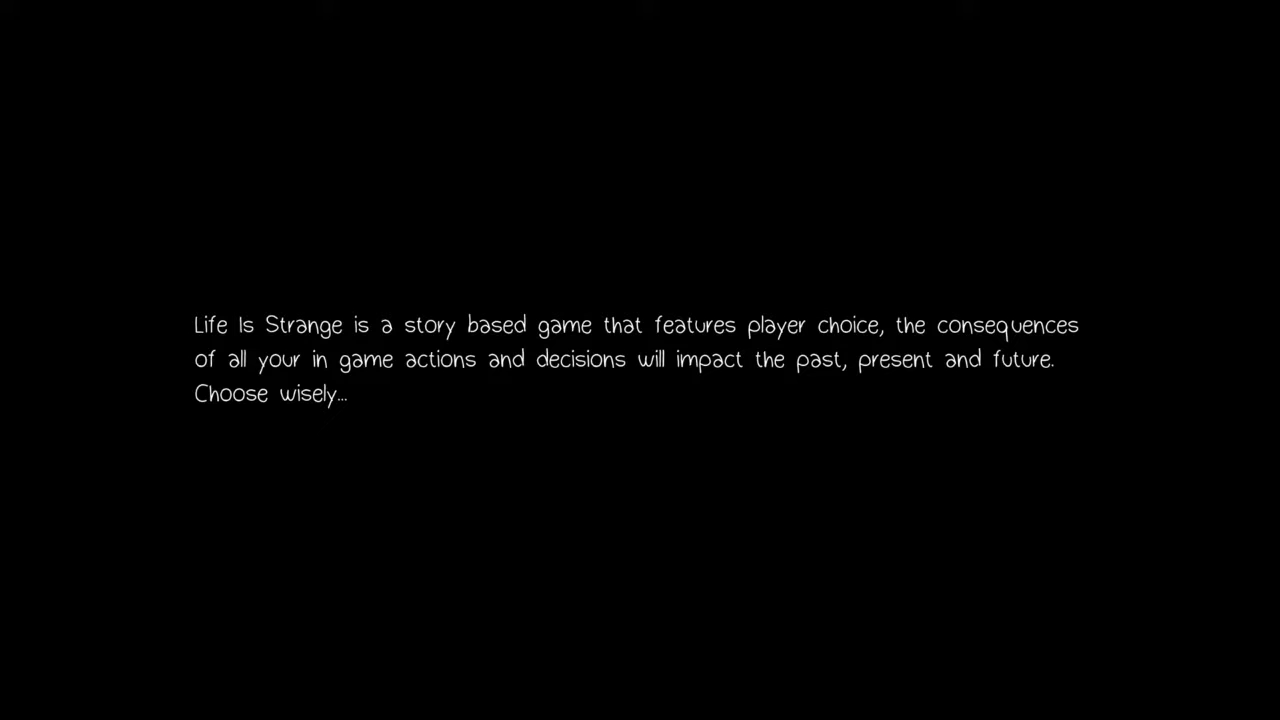 Life Is Strange is a story based game that features player choice, the consequences
of all your in game actions and decisions will impact the past, present and future.
Choose wisely...